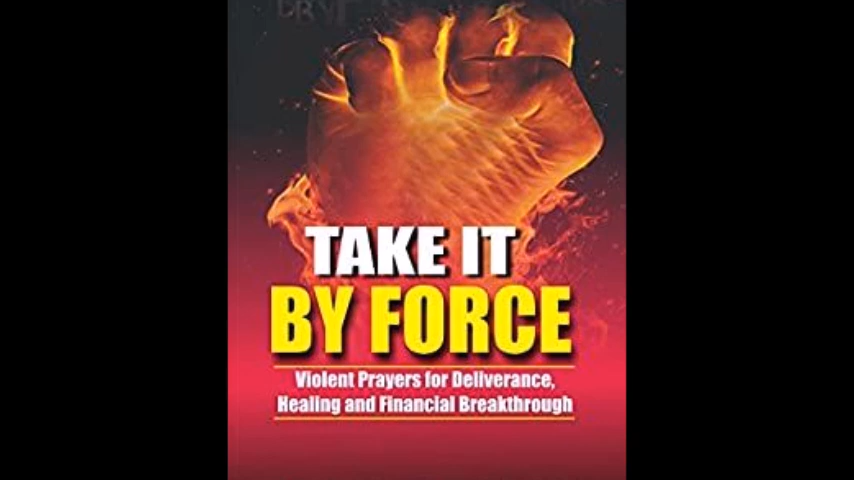 TAKE IT
BY FORCE
Violent Prayers for Deliverance,
Healing and Financial Breakthrough